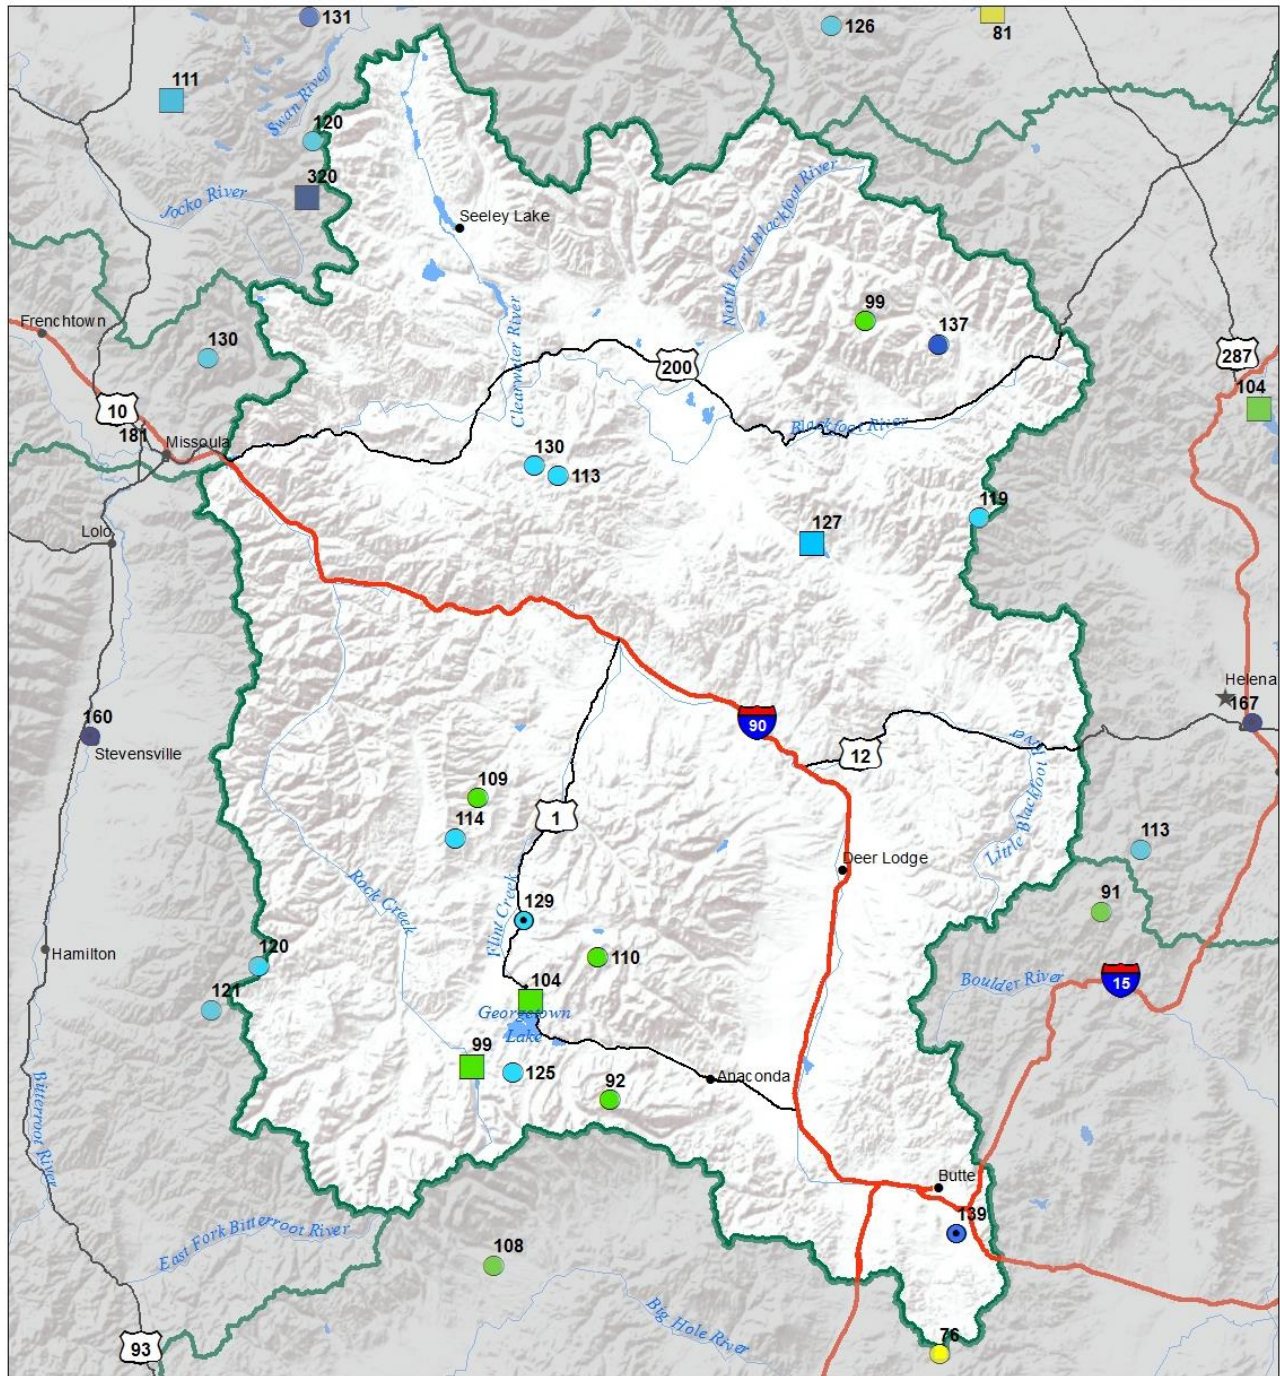 131
126
81
111
Swan River
120
320
Jocko River
Seeley Lake
North Fork Blackfoot River
99
137
Frenchtown
130
Clearwater River
200
287
104
10
181
Missoula
Blackfoot River
130
113
119
127
Lolo
Helena
167
160
Stevensville
90
12
Little Blackfoot River
109
114
1
Deer Lodge
113
Rock Creek
Flint Creek
129
91
Hamilton
120
110
121
104
Georgetown
Lake
Boulder River
15
99
125
92
Anaconda
Bitterroot River
Butte
139
East Fork Bitterroot River
108
Big Hole River
76
93